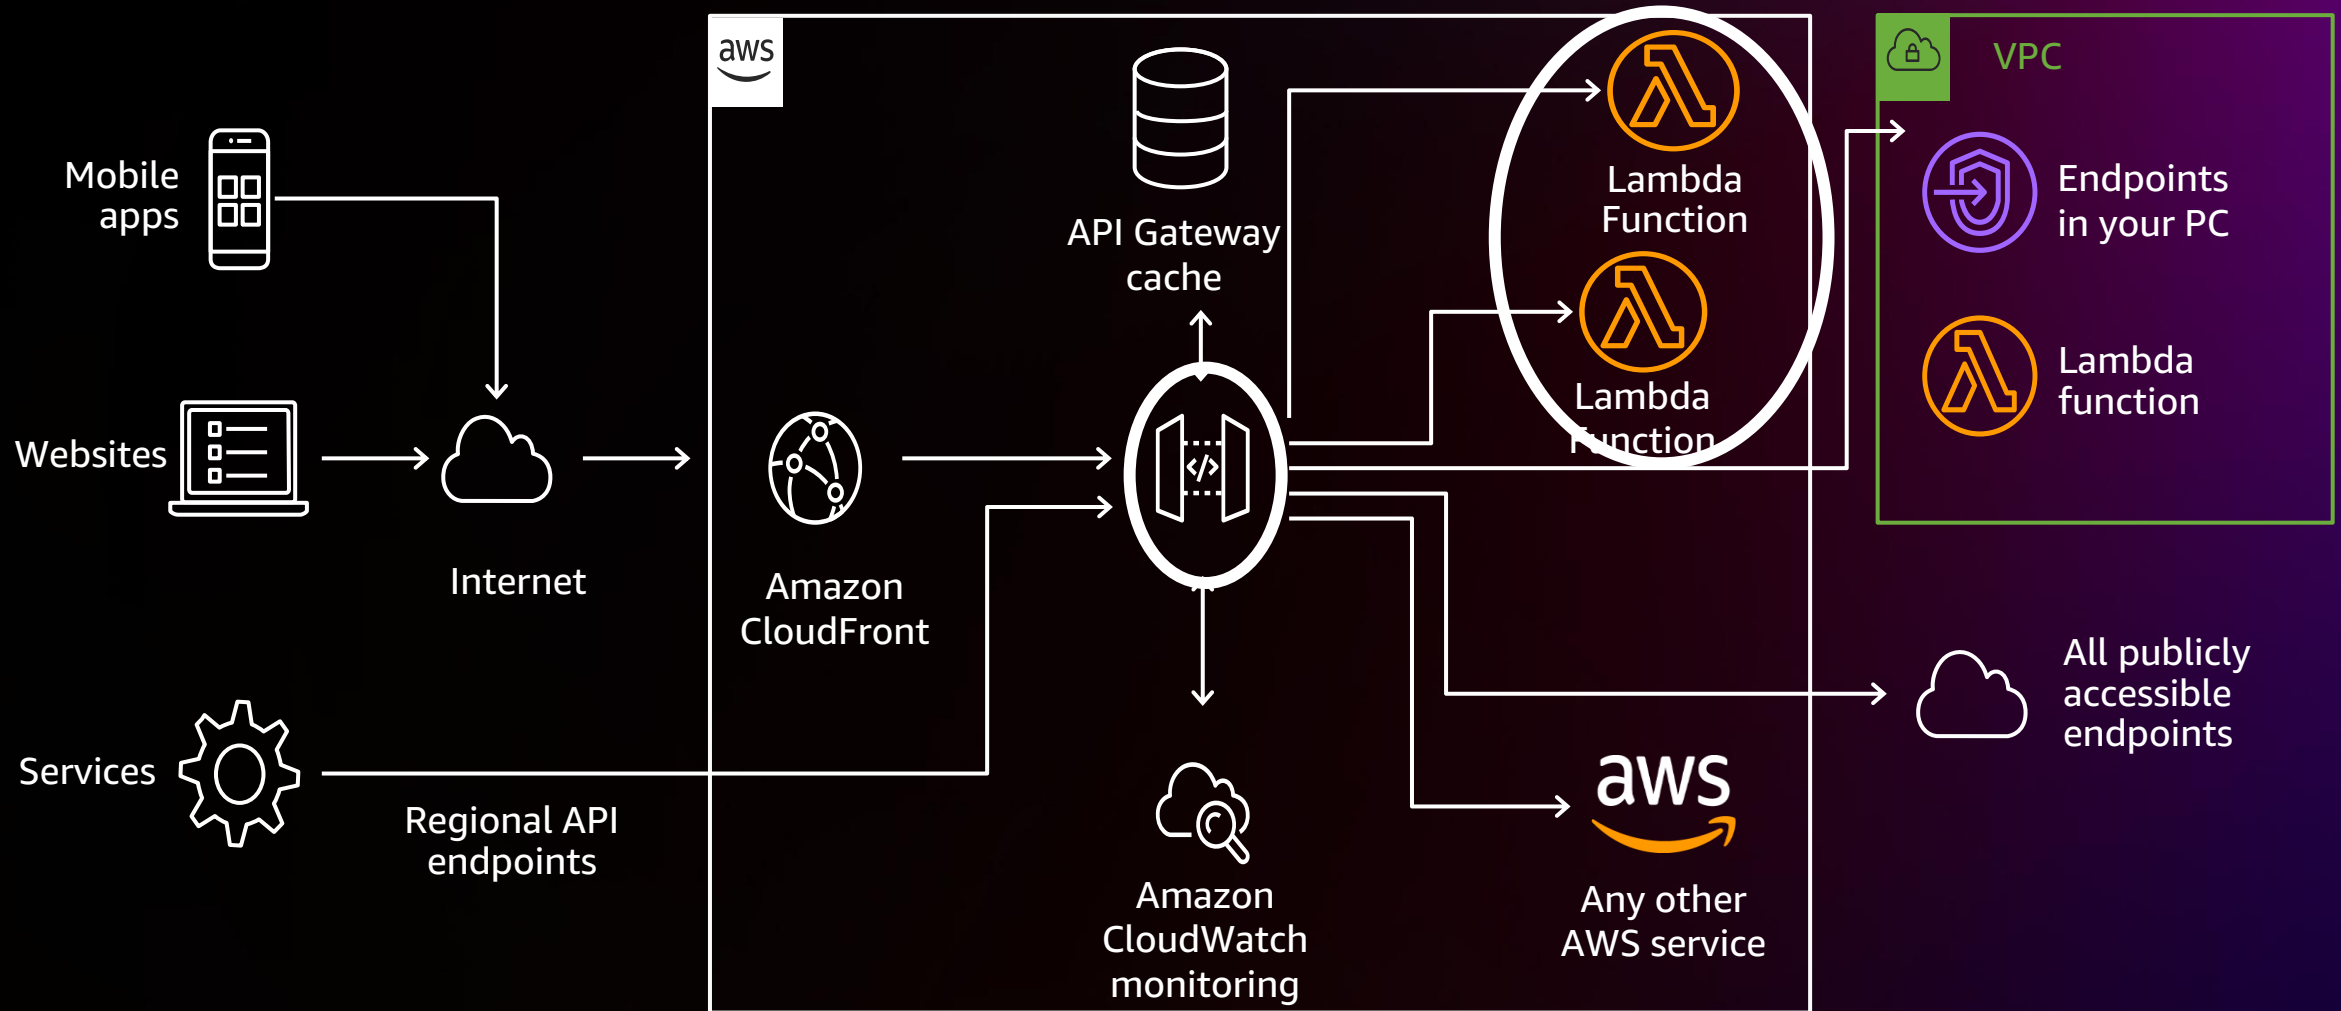 aws
VPC
Mobile
apps
API Gateway
cache
Lambda
Function
Endpoints
in your PC
Lambda
Function
Lambda
function
Websites
</>
Internet
Amazon
CloudFront
All publicly
accessible
endpoints
Services
Regional API
endpoints
aws
Amazon
CloudWatch
monitoring
Any other
AWS service